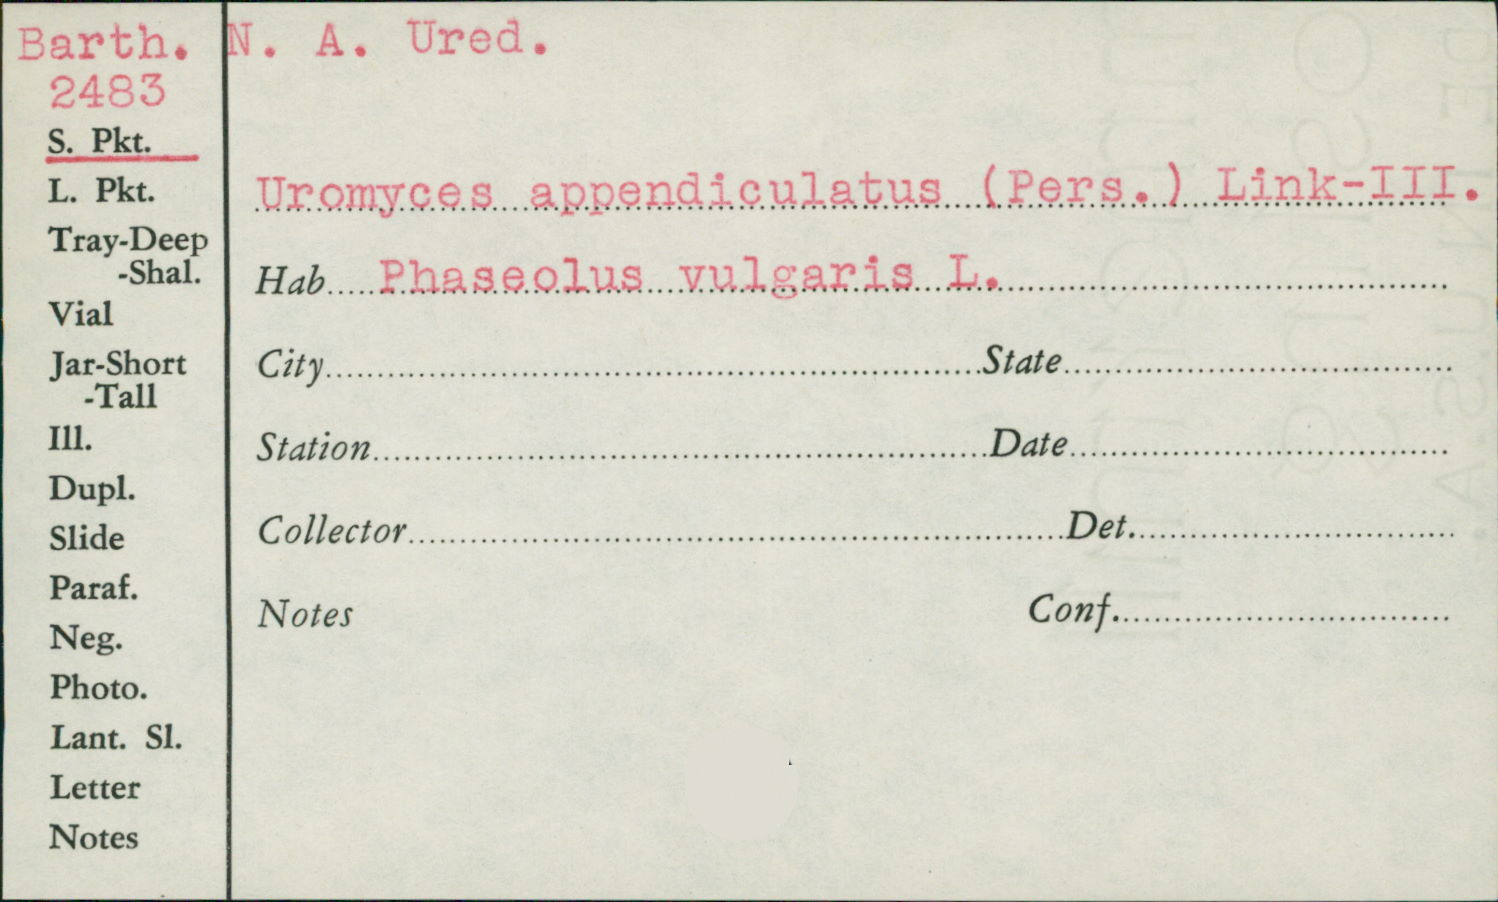 Barth. N. A. Ured.
2483
S. Pkt.
L. Pkt.
Tray-Deep
-Shal.
Vial
Jar-Short
-Tall
Ill.
Dupl.
Slide
Paraf.
Neg.
Photo.
Lant. Sl.
Letter
Notes
Uromyces appendiculatus (Pers.) Link-III.
Hab. Phaseolus vulgaris L.
City State
Station Date
Collector Det.
Notes Conf.